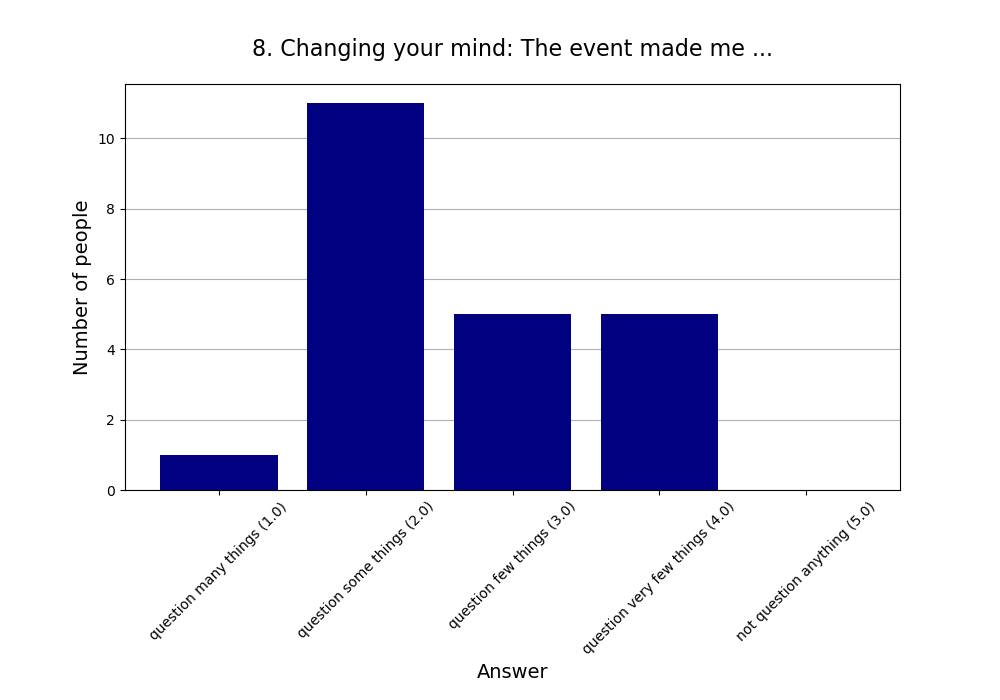 8. Changing your mind: The event made me ...
Number of people
10
8
6
4
2
0
question many things (1.0)
question some things (2.0)
question few things (3.0)
question very few things (4.0)
not question anything (5.0)
Answer